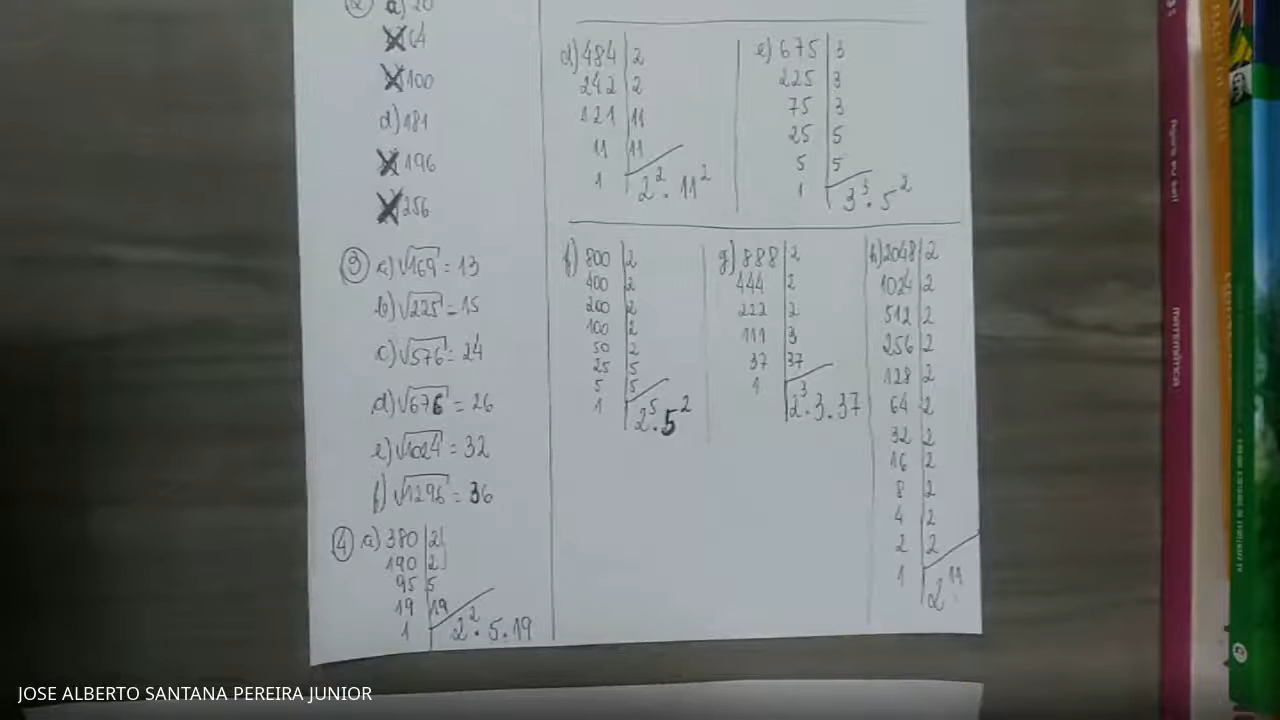 2) a) 20
b) 64
c) 100
d) 181
196
256
3) a) √169 = 13
b) √225 = 15
c) √576 = 24
d) √676 = 26
e) √1024 = 32
f) √1296 = 36
4) a) 380 | 2
190 | 2
95 | 5
19 | 19
1 | 2² . 5 . 19
d) 484 | 2
242 | 2
121 | 11
11 | 11
1 | 2² . 11²
e) 675 | 3
225 | 3
75 | 3
25 | 5
5 | 5
1 | 3³ . 5²
f) 800 | 2
400 | 2
200 | 2
100 | 2
50 | 2
25 | 5
5 | 5
1 | 2⁵ . 5²
g) 888 | 2
444 | 2
222 | 2
111 | 3
37 | 37
1 | 2³ . 3 . 37
h) 2048 | 2
1024 | 2
512 | 2
256 | 2
128 | 2
64 | 2
32 | 2
16 | 2
8 | 2
4 | 2
2 | 2
1 | 2¹¹
JOSE ALBERTO SANTANA PEREIRA JUNIOR